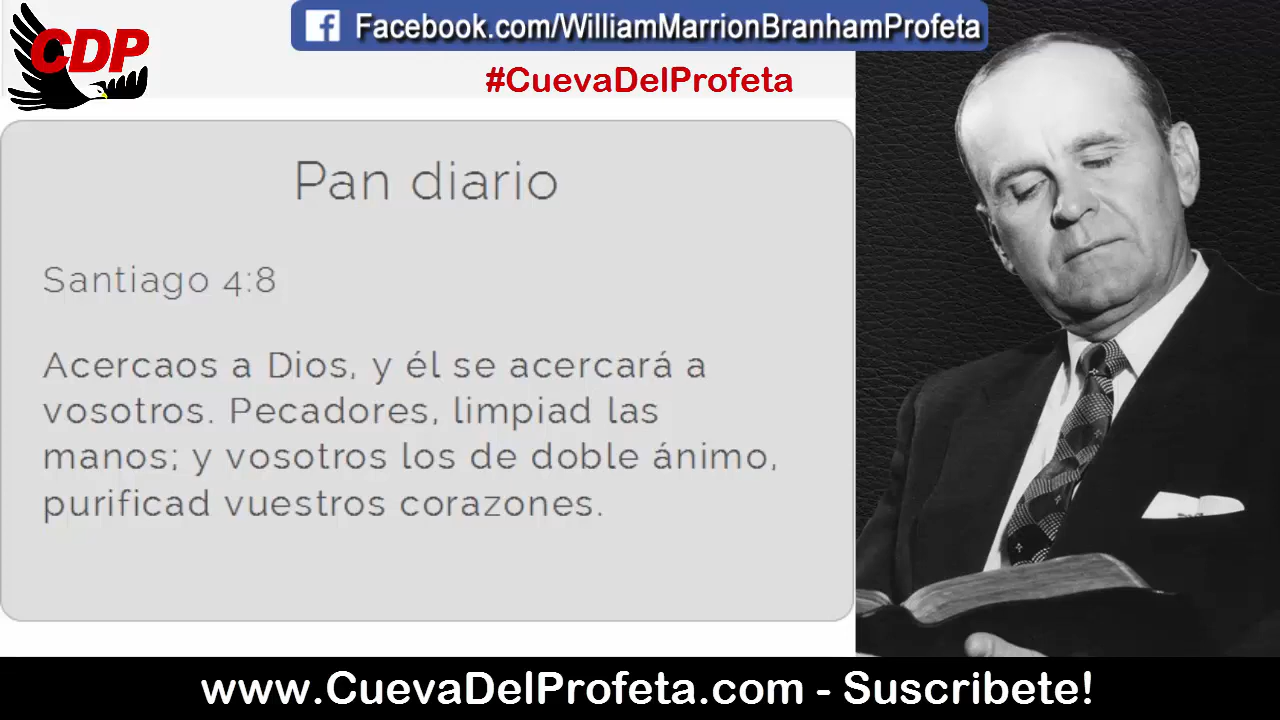 CDP
Facebook.com/WilliamMarrionBranhamProfeta
#CuevaDelProfeta
Pan diario
Santiago 4:8
Acercaos a Dios, y él se acercará a
vosotros. Pecadores, limpiad las
manos; y vosotros los de doble ánimo,
purificad vuestros corazones.
www.CuevaDelProfeta.com - Suscribete!